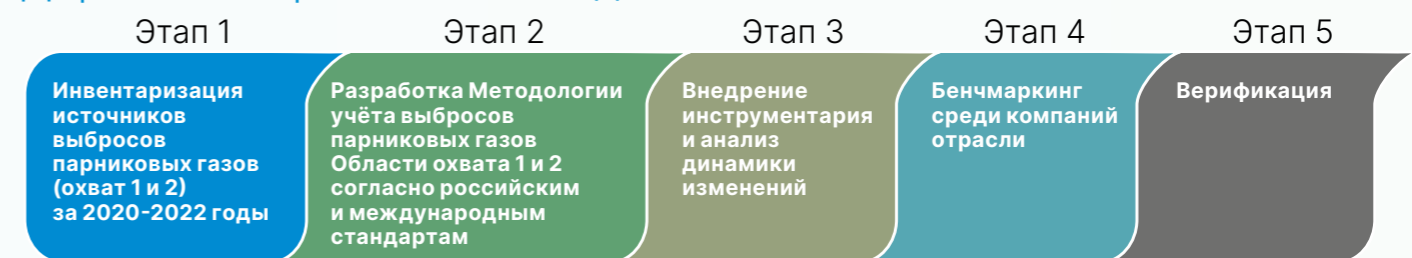 Этап 1
Инвентаризация
источников
выбросов
парниковых газов
(охват 1 и 2)
за 2020-2022 годы
Этап 2
Разработка Методологии
учёта выбросов
парниковых газов
Области охвата 1 и 2
согласно российским
и международным
стандартам
Этап 3
Внедрение
инструментария
и анализ
динамики
изменений
Этап 4
Бенчмаркинг
среди компаний
отрасли
Этап 5
Верификация